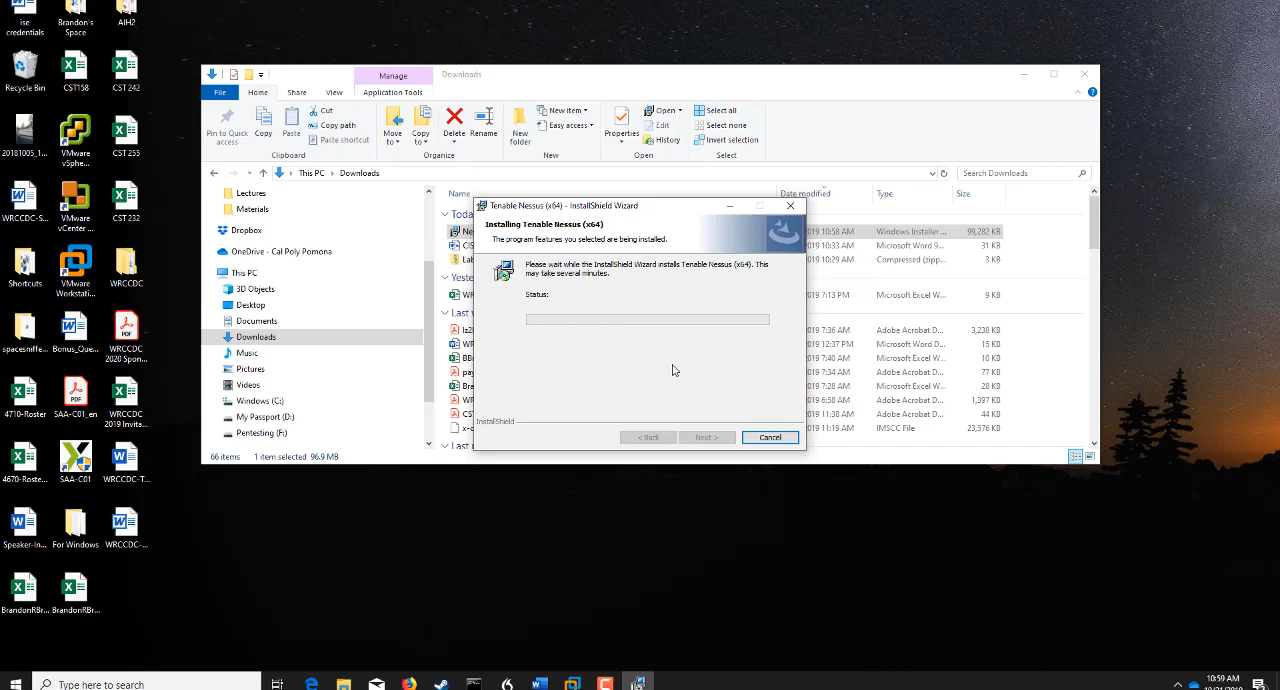 ise
credentials
Brandon's
Space
AIH2
Recycle Bin
CST158
CST 242
20181005_1...
VMware
vSphe...
CST 255
WRCCDC-S...
VMware
vCenter ...
CST 232
Shortcuts
VMware
Workstati...
WRCCDC
spacesniffe...
Bonus_Que...
WRCCDC
2020 Spon...
4710-Roster
SAA-C01_en
WRCCDC
2019 Invita...
4670-Roste...
SAA-C01
WRCCDC-T...
Speaker-In...
For Windows
WRCCDC-...
BrandonRBr...
BrandonRBr...
Manage
Downloads
File
Home
Share
View
Application Tools
Pin to Quick
access
Copy
Paste
Cut
Copy path
Paste shortcut
Clipboard
Move
to
Copy
to
Delete
Rename
Organize
New
folder
New item
Easy access
New
Properties
Open
Edit
History
Open
Select all
Select none
Invert selection
Select
This PC
Downloads
Search Downloads
Lectures
Materials
Dropbox
OneDrive - Cal Poly Pomona
This PC
3D Objects
Desktop
Documents
Downloads
Music
Pictures
Videos
Windows (C:)
My Passport (D:)
Pentesting (F:)
Name
Date modified
Type
Size
2019 10:58 AM Windows Installer ... 99,282 KB
2019 10:33 AM Microsoft Word 9... 31 KB
2019 10:29 AM Compressed (zipp... 3 KB
2019 7:13 PM Microsoft Excel W... 9 KB
2019 7:36 AM Adobe Acrobat D... 3,238 KB
2019 12:37 PM Microsoft Word D... 15 KB
2019 7:40 AM Microsoft Excel W... 10 KB
2019 7:34 AM Adobe Acrobat D... 77 KB
2019 7:28 AM Microsoft Excel W... 28 KB
2019 6:58 AM Adobe Acrobat D... 1,397 KB
2019 11:38 AM Adobe Acrobat D... 44 KB
2019 11:19 AM IMSCC File 23,576 KB
66 items
1 item selected 96.9 MB
Tenable Nessus (x64) - InstallShield Wizard
Installing Tenable Nessus (x64)
The program features you selected are being installed.
Please wait while the InstallShield Wizard installs Tenable Nessus (x64). This
may take several minutes.
Status:
InstallShield
< Back
Next >
Cancel
Type here to search
10:59 AM